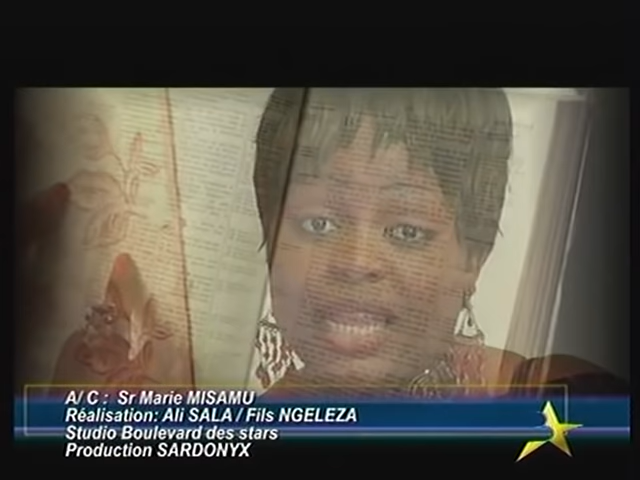 A/ C : Sr Marie MISAMU
Réalisation: Ali SALA / Fils NGELEZA
Studio Boulevard des stars
Production SARDONYX